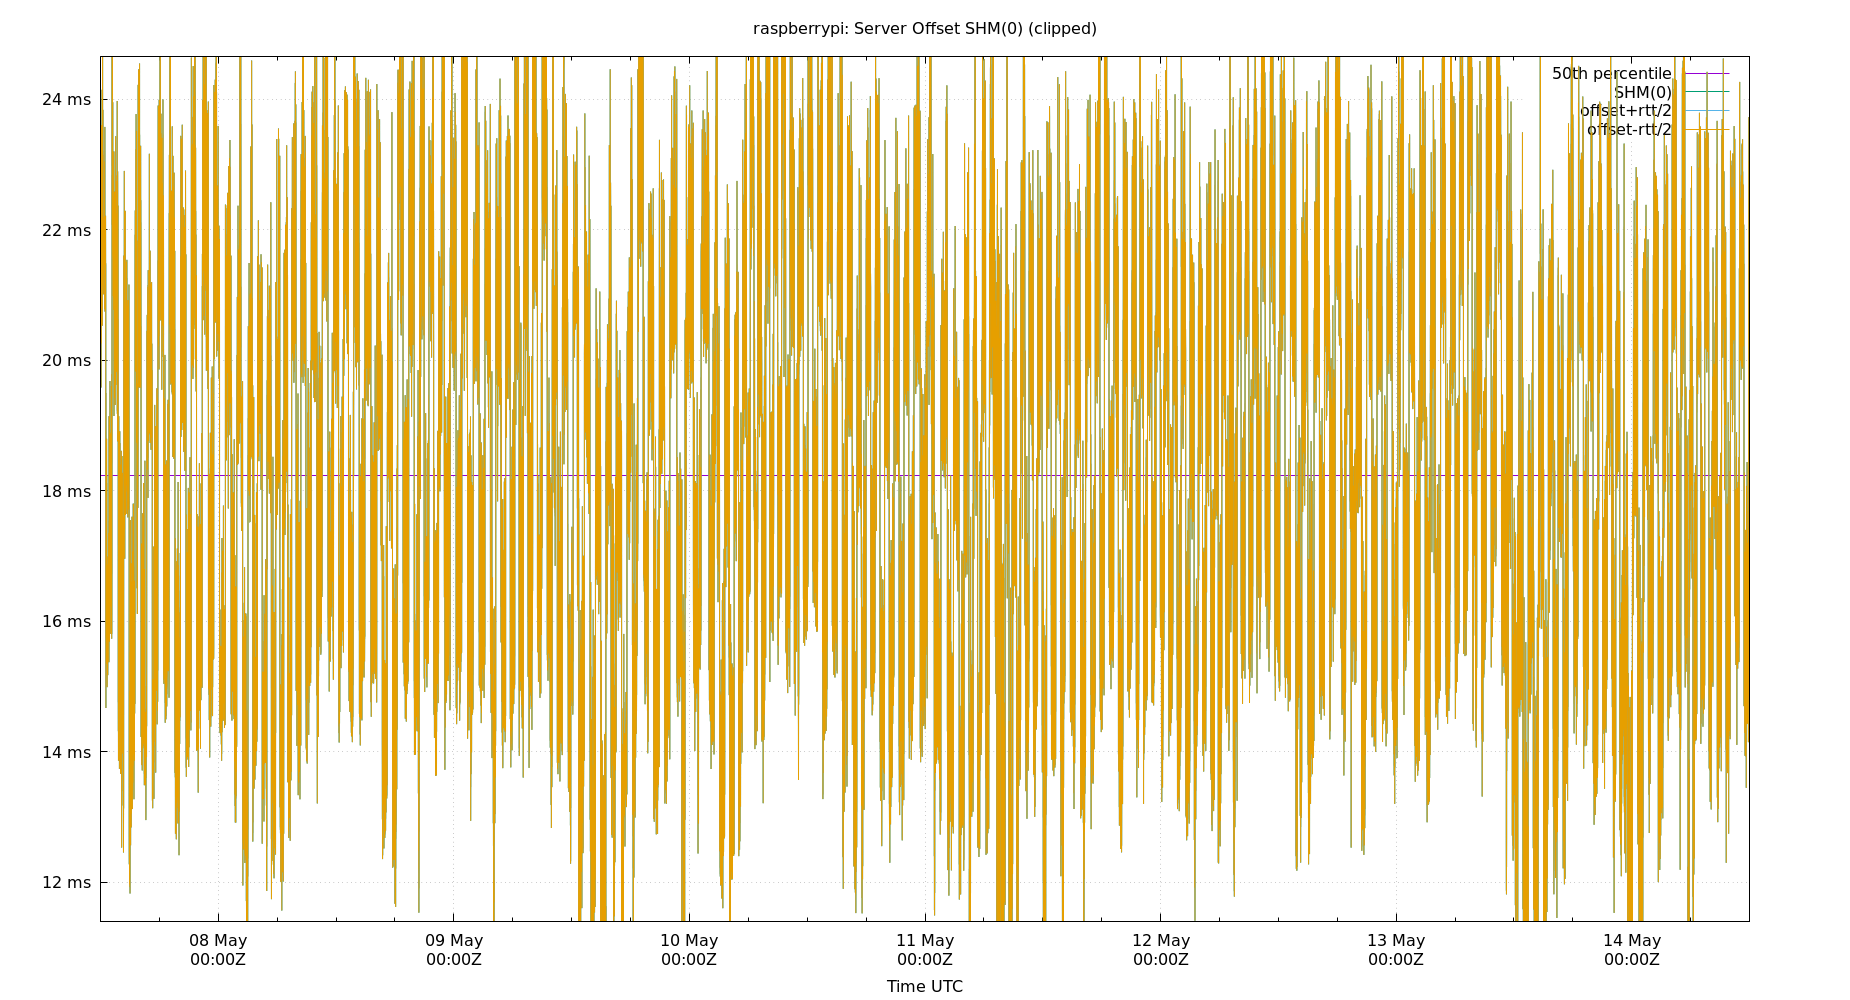 raspberrypi: Server Offset SHM(0) (clipped)
50th percentile
SHM(0)
offset+rtt/2
offset-rtt/2
24 ms
22 ms
20 ms
18 ms
16 ms
14 ms
12 ms
08 May 09 May 10 May 11 May 12 May 13 May 14 May
00:00Z 00:00Z 00:00Z 00:00Z 00:00Z 00:00Z 00:00Z
Time UTC